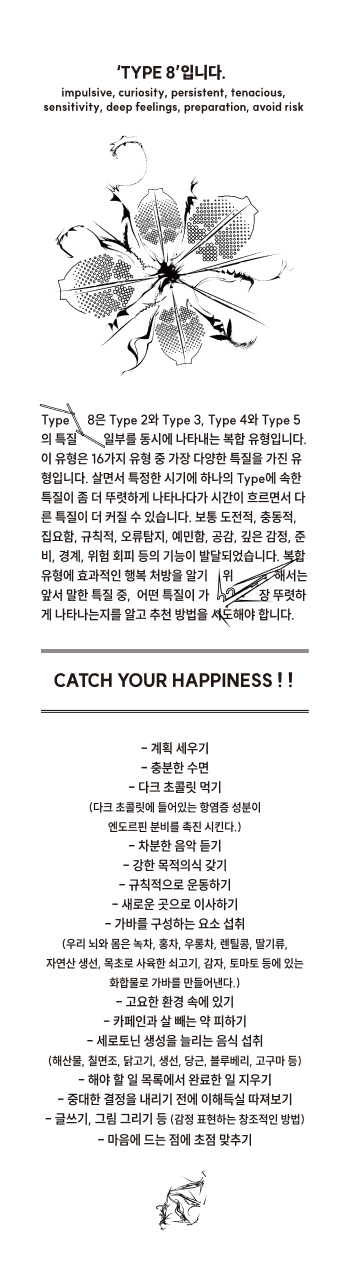 ‘TYPE 8’입니다.
impulsive, curiosity, persistent, tenacious,
sensitivity, deep feelings, preparation, avoid risk
Type 8은 Type 2와 Type 3, Type 4와 Type 5
의 특질 일부를 동시에 나타내는 복합 유형입니다.
이 유형은 16가지 유형 중 가장 다양한 특질을 가진 유
형입니다. 살면서 특정한 시기에 하나의 Type에 속한
특질이 좀 더 뚜렷하게 나타나다가 시간이 흐르면서 다
른 특질이 더 커질 수 있습니다. 보통 도전적, 충동적,
집요함, 규칙적, 오류탐지, 예민함, 공감, 깊은 감정, 준
비, 경계, 위험 회피 등의 기능이 발달되었습니다. 복합
유형에 효과적인 행복 처방을 알기 위 해서는
앞서 말한 특질 중, 어떤 특질이 가 장 뚜렷하
게 나타나는지를 알고 추천 방법을 시도해야 합니다.
CATCH YOUR HAPPINESS ! !
– 계획 세우기
– 충분한 수면
– 다크 초콜릿 먹기
(다크 초콜릿에 들어있는 항염증 성분이
엔도르핀 분비를 촉진 시킨다.)
– 차분한 음악 듣기
– 강한 목적의식 갖기
– 규칙적으로 운동하기
– 새로운 곳으로 이사하기
– 가바를 구성하는 요소 섭취
(우리 뇌와 몸은 녹차, 홍차, 우롱차, 렌틸콩, 딸기류,
자연산 생선, 목초로 사육한 쇠고기, 감자, 토마토 등에 있는
화합물로 가바를 만들어낸다.)
– 고요한 환경 속에 있기
– 카페인과 살 빼는 약 피하기
– 세로토닌 생성을 늘리는 음식 섭취
(해산물, 칠면조, 닭고기, 생선, 당근, 블루베리, 고구마 등)
– 해야 할 일 목록에서 완료한 일 지우기
– 중대한 결정을 내리기 전에 이해득실 따져보기
– 글쓰기, 그림 그리기 등 (감정 표현하는 창조적인 방법)
– 마음에 드는 점에 초점 맞추기